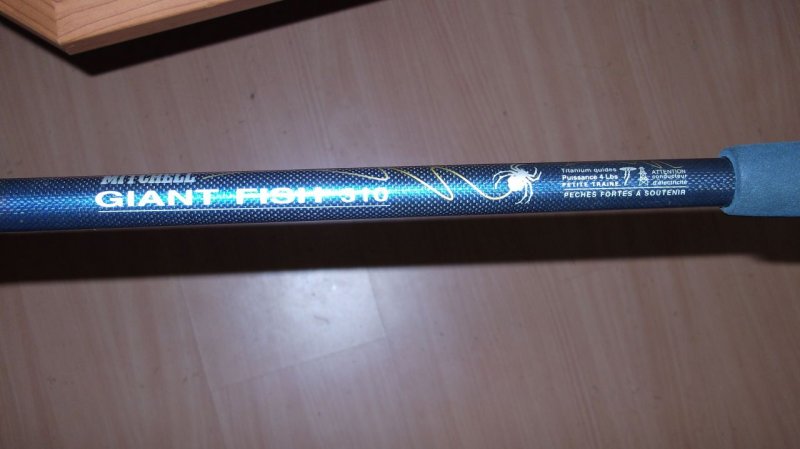 MITCHELL
GIANT FISH 310
Titanium guides
Puissance 4 Lbs
PETITE TRAINE
ATTENTION
conducteur
d'électricité
PECHES FORTES A SOUTENIR